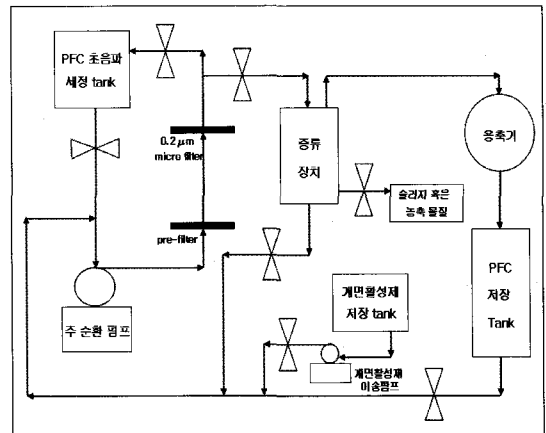 PFC 초음파
세정 tank
0.2μm
micro filter
pre-filter
주 순환 펌프
증류
장치
응축기
슬러지 혹은
농축 물질
PFC
저장
Tank
계면활성제
저장 tank
계면활성제
이송펌프